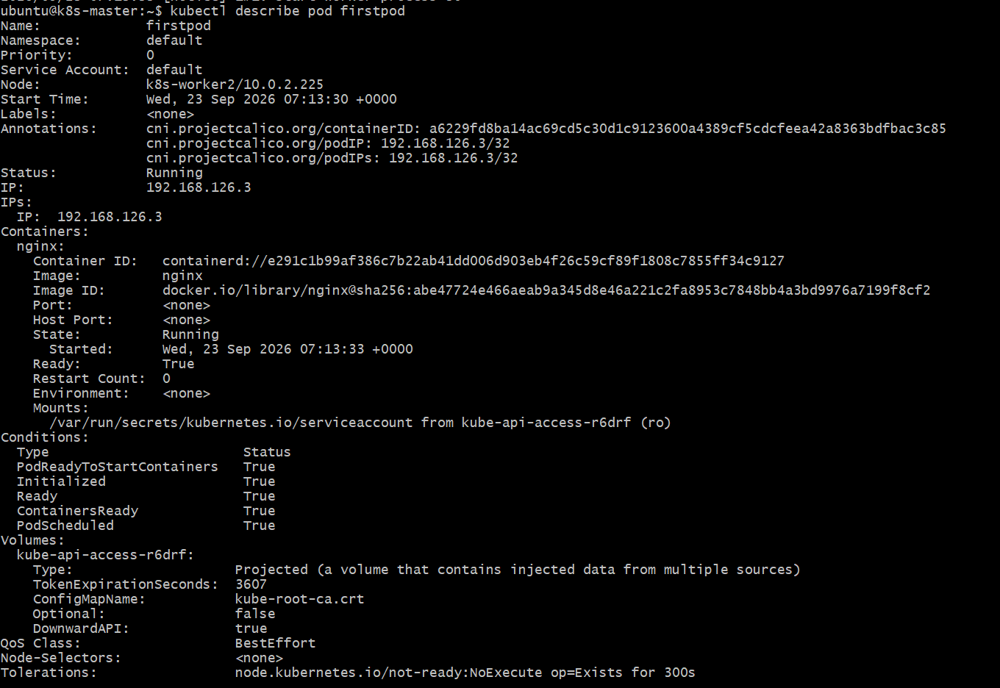 ubuntu@k8s-master:~$ kubectl describe pod firstpod
Name:             firstpod
Namespace:        default
Priority:         0
Service Account:  default
Node:             k8s-worker2/10.0.2.225
Start Time:       Wed, 23 Sep 2026 07:13:30 +0000
Labels:           <none>
Annotations:      cni.projectcalico.org/containerID: a6229fd8ba14ac69cd5c30d1c9123600a4389cf5cdcfeea42a8363bdfbac3c85
                  cni.projectcalico.org/podIP: 192.168.126.3/32
                  cni.projectcalico.org/podIPs: 192.168.126.3/32
Status:           Running
IP:               192.168.126.3
IPs:
  IP:  192.168.126.3
Containers:
  nginx:
    Container ID:   containerd://e291c1b99af386c7b22ab41dd006d903eb4f26c59cf89f1808c7855ff34c9127
    Image:          nginx
    Image ID:       docker.io/library/nginx@sha256:abe47724e466aeab9a345d8e46a221c2fa8953c7848bb4a3bd9976a7199f8cf2
    Port:           <none>
    Host Port:      <none>
    State:          Running
      Started:      Wed, 23 Sep 2026 07:13:33 +0000
    Ready:          True
    Restart Count:  0
    Environment:    <none>
    Mounts:
      /var/run/secrets/kubernetes.io/serviceaccount from kube-api-access-r6drf (ro)
Conditions:
  Type                        Status
  PodReadyToStartContainers   True
  Initialized                 True
  Ready                       True
  ContainersReady             True
  PodScheduled                True
Volumes:
  kube-api-access-r6drf:
    Type:                    Projected (a volume that contains injected data from multiple sources)
    TokenExpirationSeconds:  3607
    ConfigMapName:           kube-root-ca.crt
    Optional:                false
    DownwardAPI:             true
QoS Class:                   BestEffort
Node-Selectors:              <none>
Tolerations:                 node.kubernetes.io/not-ready:NoExecute op=Exists for 300s